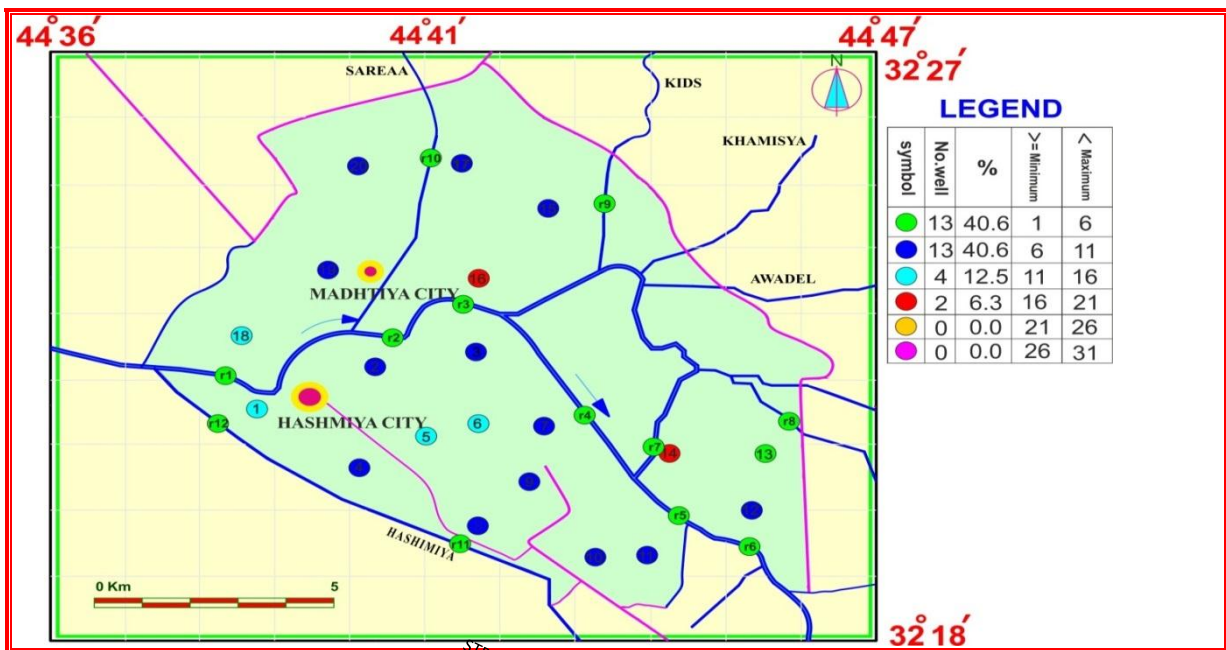 44°36′
44°41′
44°47′
32°27′
SAREAA
KIDS
N
KHAMISYA
LEGEND
symbol No.well % >= Minimum < Maximum
13 40.6 1 6
13 40.6 6 11
4 12.5 11 16
2 6.3 16 21
0 0.0 21 26
0 0.0 26 31
r10
r9
AWADEL
16
MADHTIYA CITY
r3
18
r2
r1
1
HASHMIYA CITY
r12
5
6
r4
r8
r7
14
13
r5
r6
r11
HASHIMIYA
0 Km 5
32°18′